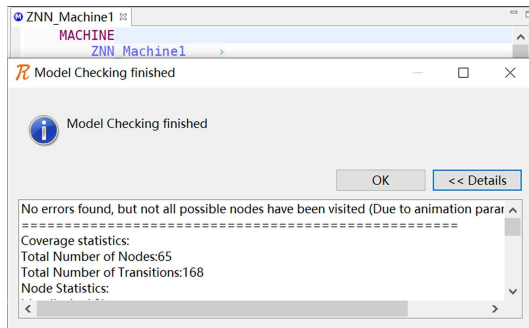 ZNN_Machine1
MACHINE
ZNN_Machine1
Model Checking finished
Model Checking finished
OK
<< Details
No errors found, but not all possible nodes have been visited (Due to animation
==================================================
Coverage statistics:
Total Number of Nodes:65
Total Number of Transitions:168
Node Statistics: